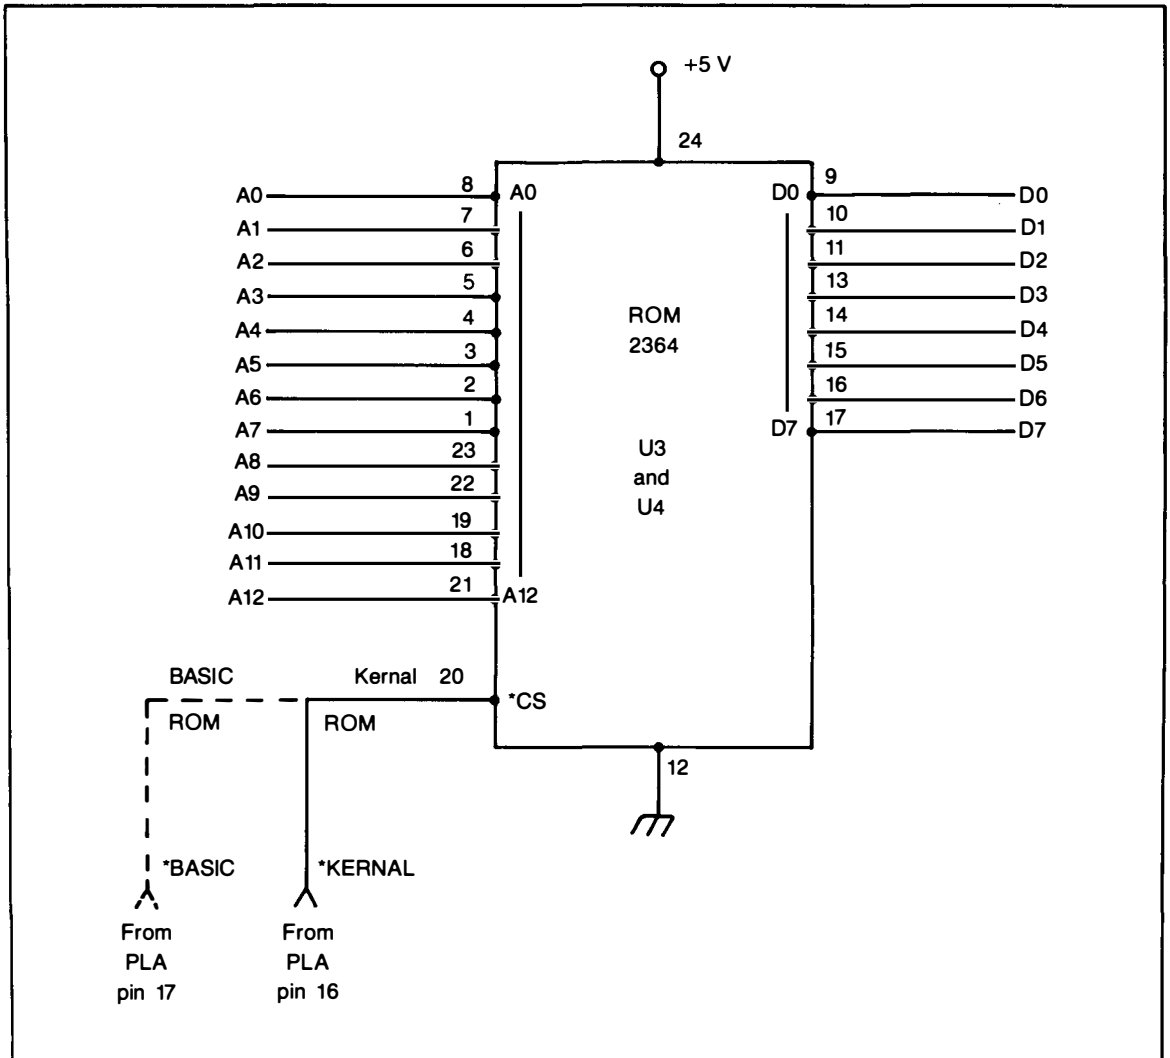 +5 V
24
A0 8 A0 D0 9 D0
A1 7 10 D1
A2 6 11 D2
A3 5 13 D3
A4 4 14 D4
A5 3 15 D5
A6 2 16 D6
A7 1 D7 17 D7
A8 23
A9 22
A10 19
A11 18
A12 21 A12
ROM
2364
U3
and
U4
BASIC
ROM
Kernal 20 *CS
ROM
12
*BASIC
*KERNAL
From
PLA
pin 17
From
PLA
pin 16